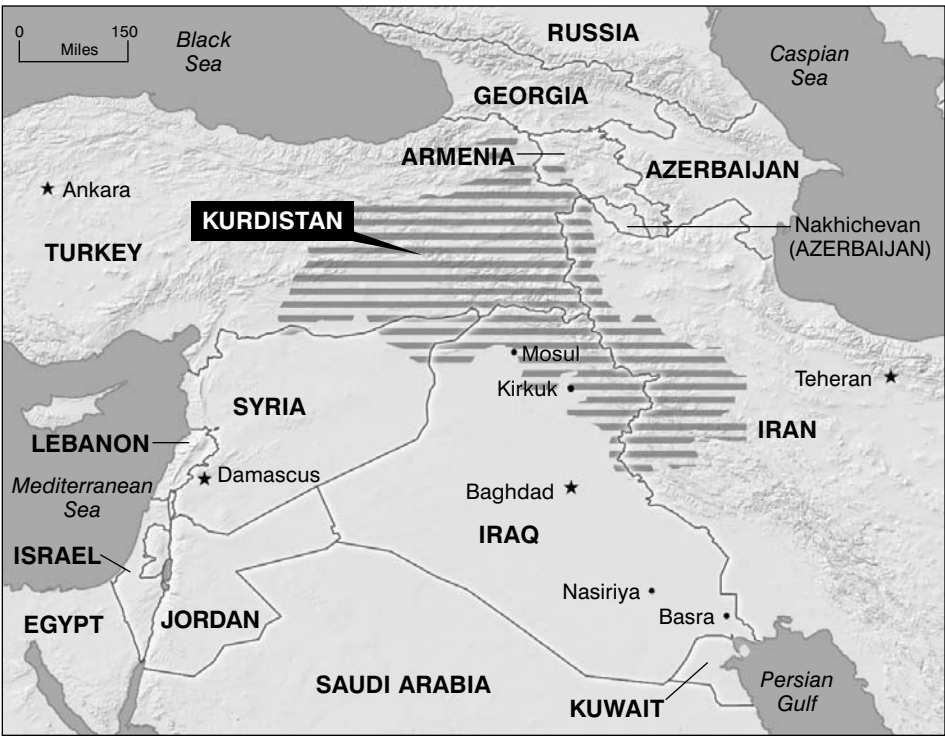 0 150
Miles
Black
Sea
RUSSIA
Caspian
Sea
GEORGIA
ARMENIA
AZERBAIJAN
Ankara
KURDISTAN
Nakhichevan
(AZERBAIJAN)
TURKEY
Mosul
Kirkuk
Teheran
SYRIA
IRAN
LEBANON
Damascus
Mediterranean
Sea
Baghdad
IRAQ
ISRAEL
Nasiriya
Basra
EGYPT
JORDAN
SAUDI ARABIA
KUWAIT
Persian
Gulf